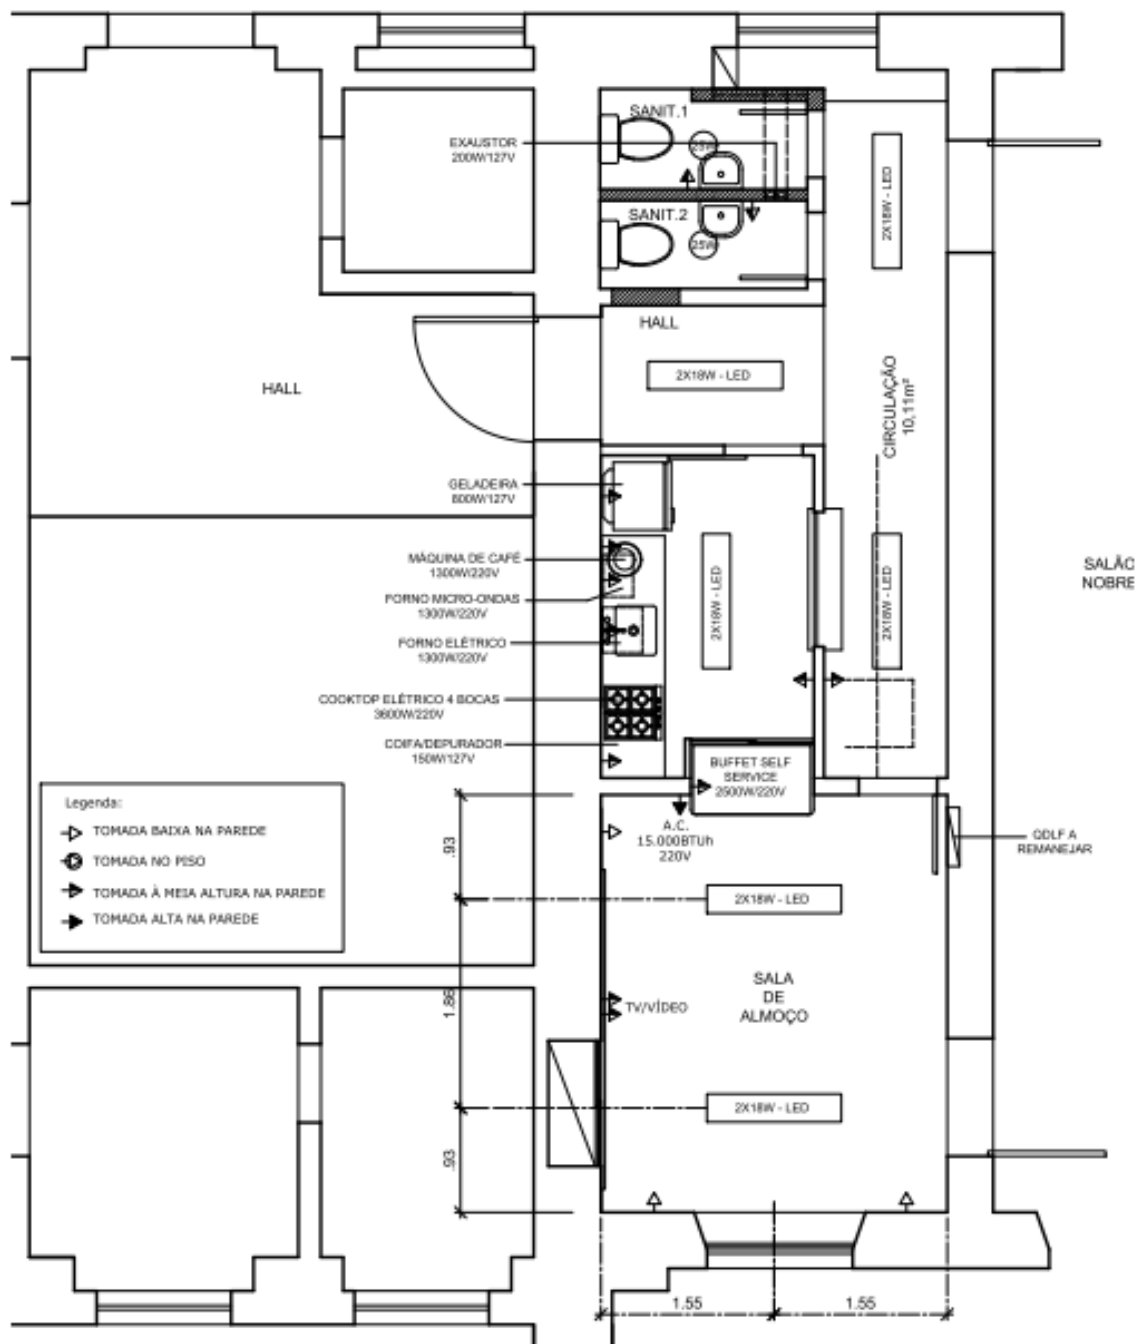 SANIT.1
EXAUSTOR
200W/127V
25W
2X18W - LED
SANIT.2
25W
HALL
2X18W - LED
HALL
CIRCULAÇÃO
10,11m²
GELADEIRA
800W/127V
MÁQUINA DE CAFÉ
1300W/220V
FORNO MICRO-ONDAS
1300W/220V
FORNO ELÉTRICO
1300W/220V
2X18W - LED
2X18W - LED
SALÃO
NOBRE
COOKTOP ELÉTRICO 4 BOCAS
3600W/220V
COIFA/DEPURADOR
150W/127V
BUFFET SELF
SERVICE
2500W/220V
Legenda:
TOMADA BAIXA NA PAREDE
TOMADA NO PISO
TOMADA À MEIA ALTURA NA PAREDE
TOMADA ALTA NA PAREDE
.93
A.C.
15.000BTUh
220V
QDLF A
REMANEJAR
2X18W - LED
1.86
TV/VÍDEO
SALA
DE
ALMOÇO
2X18W - LED
.93
1.55
1.55